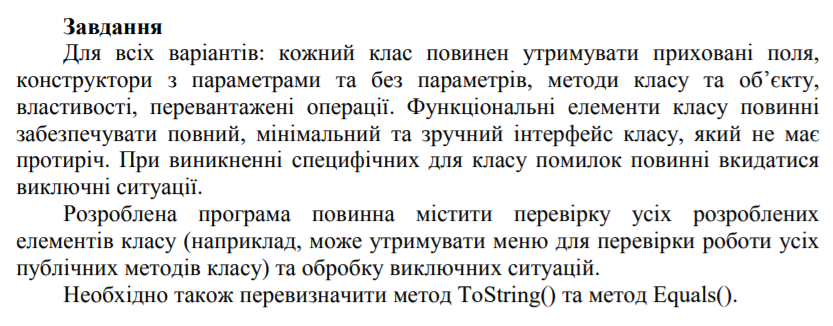 Завдання
Для всіх варіантів: кожний клас повинен утримувати приховані поля,
конструктори з параметрами та без параметрів, методи класу та об’єкту,
властивості, перевантажені операції. Функціональні елементи класу повинні
забезпечувати повний, мінімальний та зручний інтерфейс класу, який не має
протиріч. При виникненні специфічних для класу помилок повинні вкидатися
виключні ситуації.
Розроблена програма повинна містити перевірку усіх розроблених
елементів класу (наприклад, може утримувати меню для перевірки роботи усіх
публічних методів класу) та обробку виключних ситуацій.
Необхідно також перевизначити метод ToString() та метод Equals().